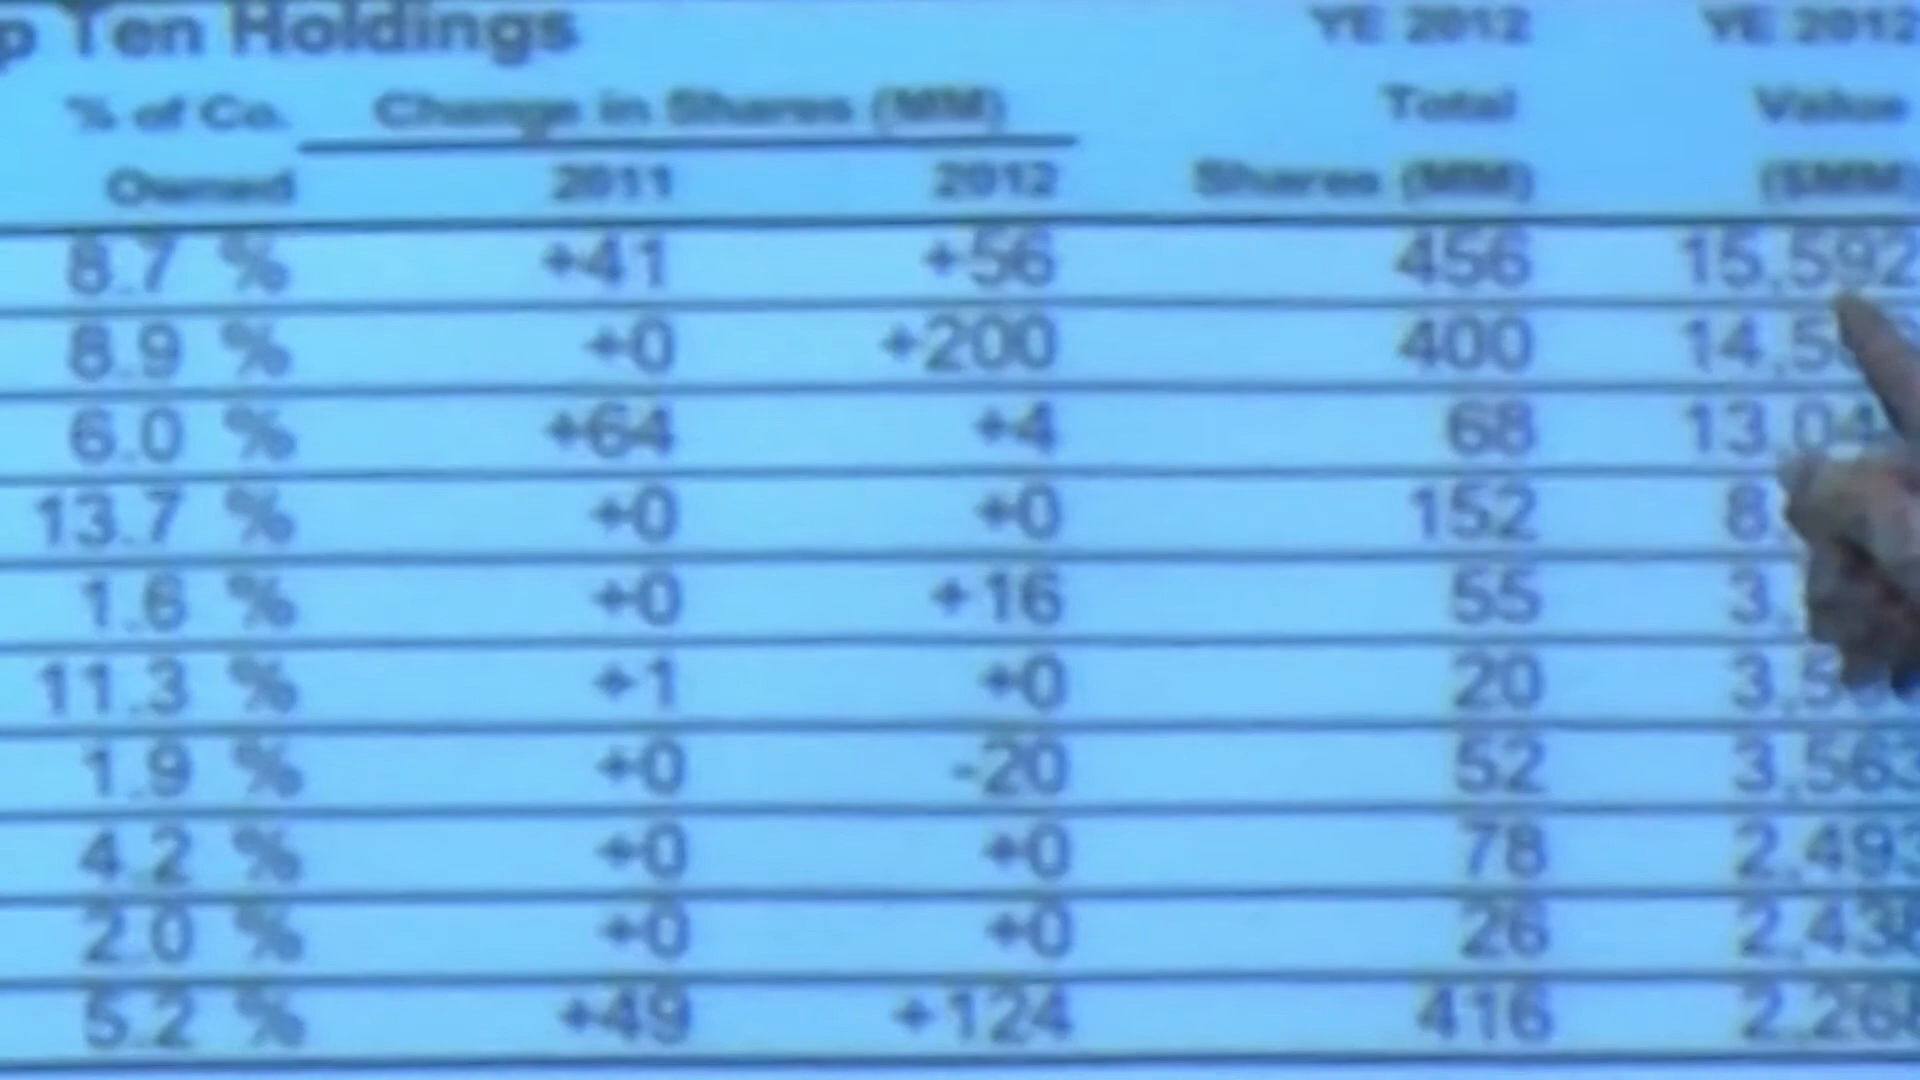 Ten Holdings YE 2012 YE 2012
% of Co. Change in Shares (MM) Total Value
Owned 2011 2012 Shares (MM) ($MM)
8.7 % +41 +56 456 15,592
8.9 % +0 +200 400
6.0 % +64 +4 68
13.7 % +0 +0 152
1.6 % +0 +16 55
11.3 % +1 +0 20
1.9 % +0 -20 52 3,563
4.2 % +0 +0 78 2,493
2.0 % +0 +0 26
5.2 % +49 +124 416